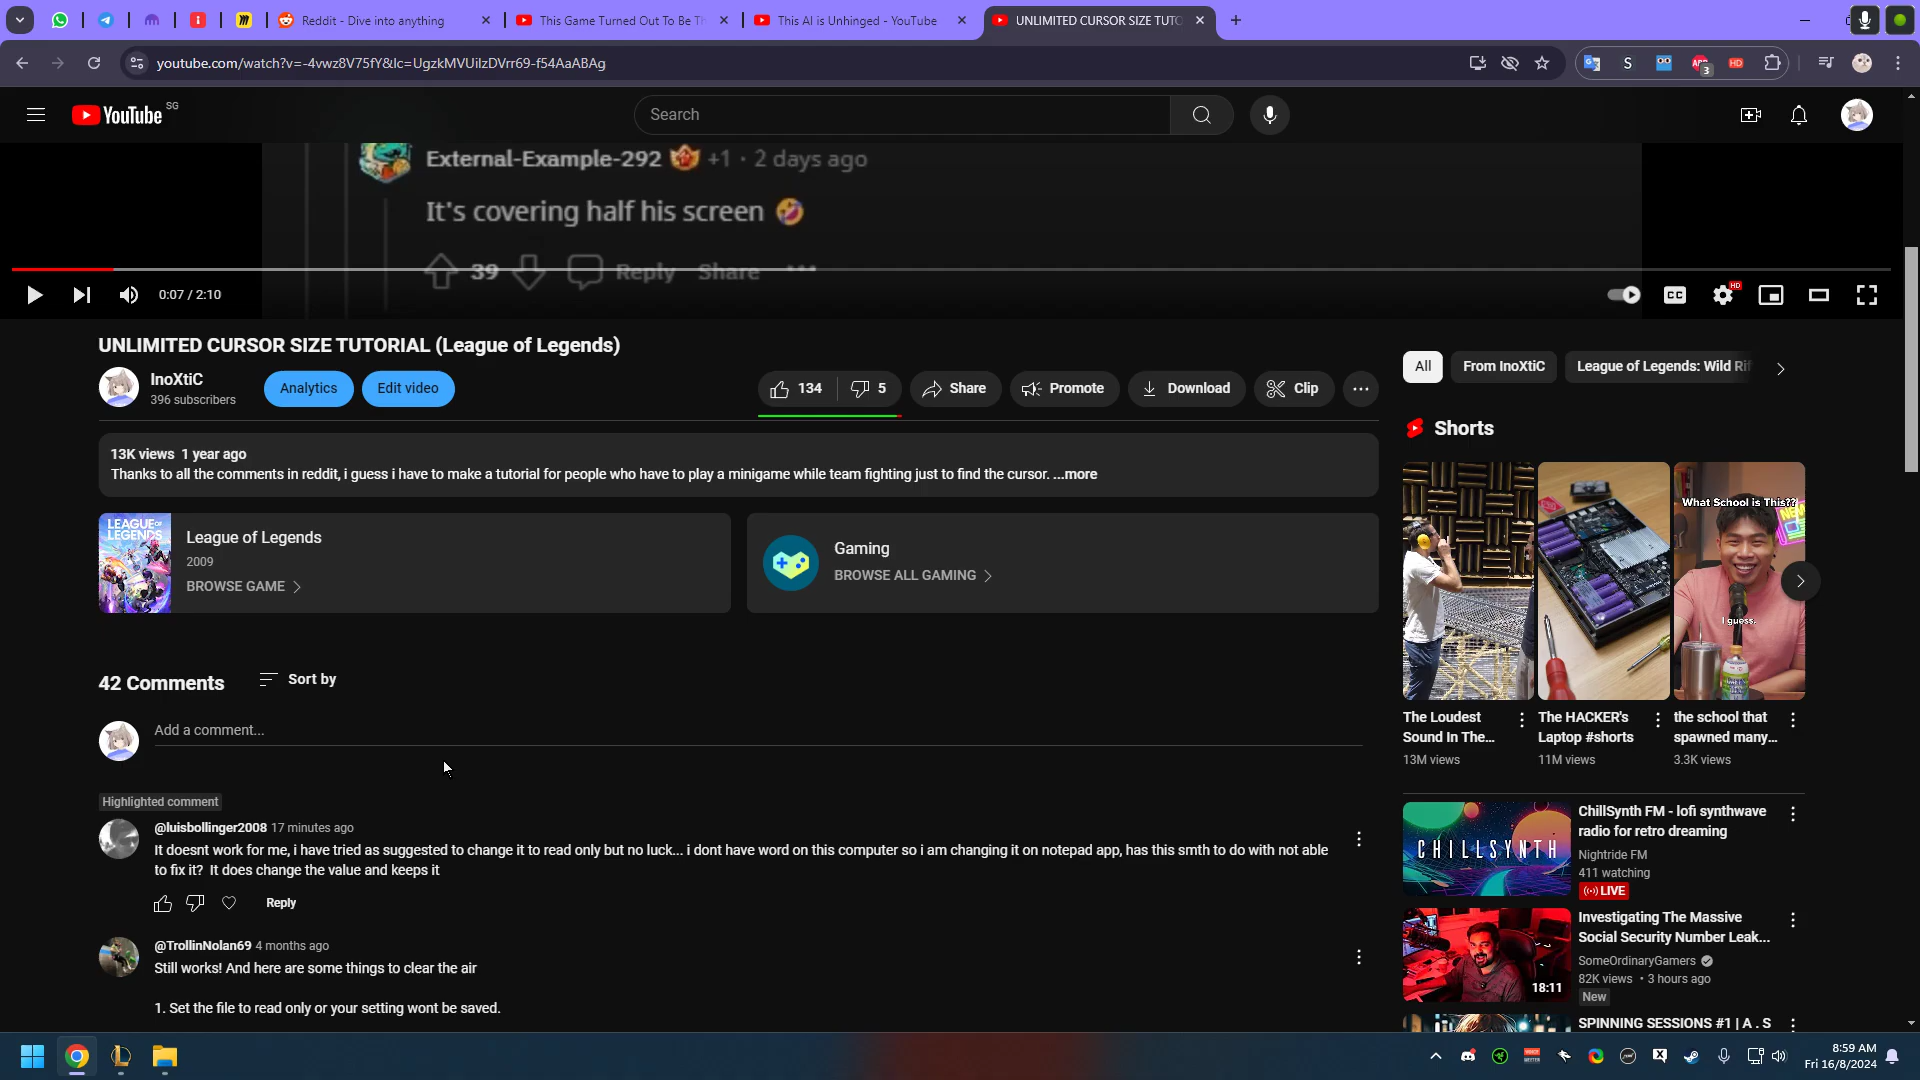 Reddit - Dive into anything
This Game Turned Out To Be Th
This AI is Unhinged - YouTube
UNLIMITED CURSOR SIZE TUTO
youtube.com/watch?v=-4vwz8V75fY&lc=UgzkMVUilzDVrr69-f54AaABAg
S
3
HD
YouTube SG
Search
External-Example-292 +1 · 2 days ago
It's covering half his screen 🤣
39 Reply Share ...
0:07 / 2:10
CC
HD
UNLIMITED CURSOR SIZE TUTORIAL (League of Legends)
InoXtiC
396 subscribers
Analytics
Edit video
134
5
Share
Promote
Download
Clip
13K views 1 year ago
Thanks to all the comments in reddit, i guess i have to make a tutorial for people who have to play a minigame while team fighting just to find the cursor. ...more
LEAGUE OF
LEGENDS
League of Legends
2009
BROWSE GAME
Gaming
BROWSE ALL GAMING
42 Comments
Sort by
Add a comment...
Highlighted comment
@luisbollinger2008 17 minutes ago
It doesnt work for me, i have tried as suggested to change it to read only but no luck... i dont have word on this computer so i am changing it on notepad app, has this smth to do with not able
to fix it? It does change the value and keeps it
Reply
@TrollinNolan69 4 months ago
Still works! And here are some things to clear the air
1. Set the file to read only or your setting wont be saved.
All
From InoXtiC
League of Legends: Wild Rif
Shorts
What School is This??
I guess.
The Loudest
Sound In The...
13M views
The HACKER's
Laptop #shorts
11M views
the school that
spawned many...
3.3K views
CHILLSYNTH
ChillSynth FM - lofi synthwave
radio for retro dreaming
Nightride FM
411 watching
LIVE
18:11
Investigating The Massive
Social Security Number Leak...
SomeOrdinaryGamers
82K views • 3 hours ago
New
SPINNING SESSIONS #1 | A . S
8:59 AM
Fri 16/8/2024